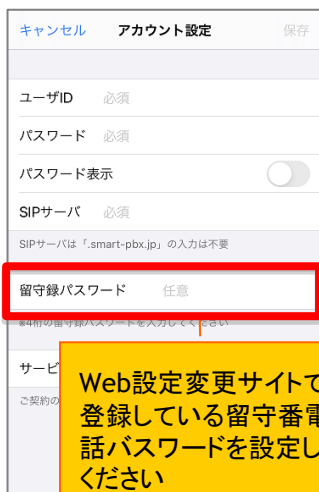 キャンセル アカウント設定 保存
ユーザID 必須
パスワード 必須
パスワード表示
SIPサーバ 必須
SIPサーバは「.smart-pbx.jp」の入力は不要
留守録パスワード 任意
※4桁の留守録パスワードを入力してください
サービ
ご契約の
Web設定変更サイトで
登録している留守番電
話パスワードを設定し
ください